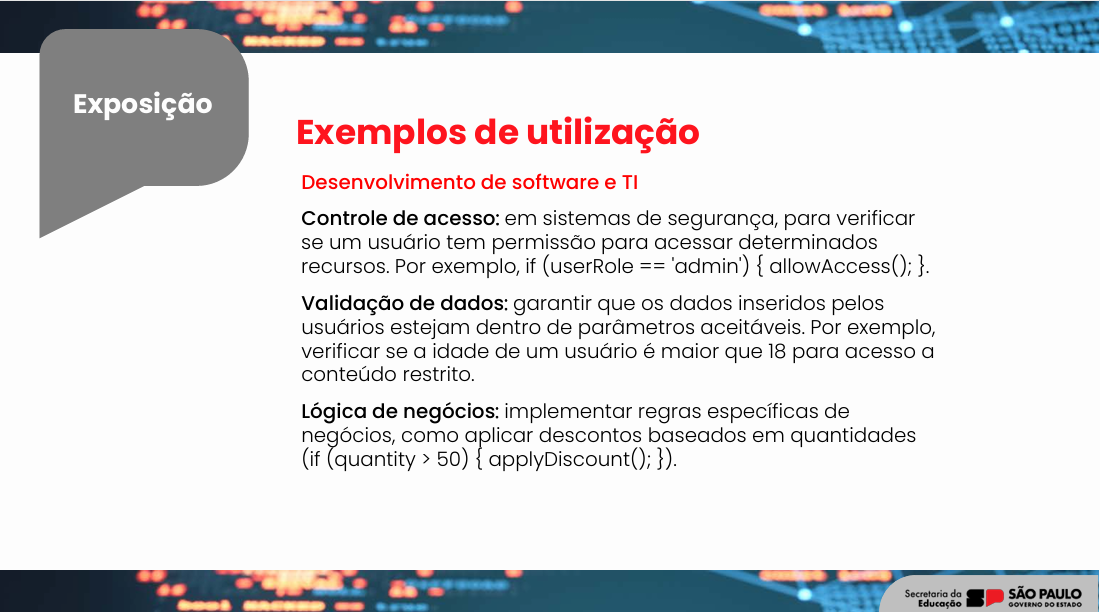 Exposição
Exemplos de utilização
Desenvolvimento de software e TI
Controle de acesso: em sistemas de segurança, para verificar
se um usuário tem permissão para acessar determinados
recursos. Por exemplo, if (userRole == 'admin') { allowAccess(); }.
Validação de dados: garantir que os dados inseridos pelos
usuários estejam dentro de parâmetros aceitáveis. Por exemplo,
verificar se a idade de um usuário é maior que 18 para acesso a
conteúdo restrito.
Lógica de negócios: implementar regras específicas de
negócios, como aplicar descontos baseados em quantidades
(if (quantity > 50) { applyDiscount(); }).
Secretaria da
Educação
SÃO PAULO
GOVERNO DO ESTADO